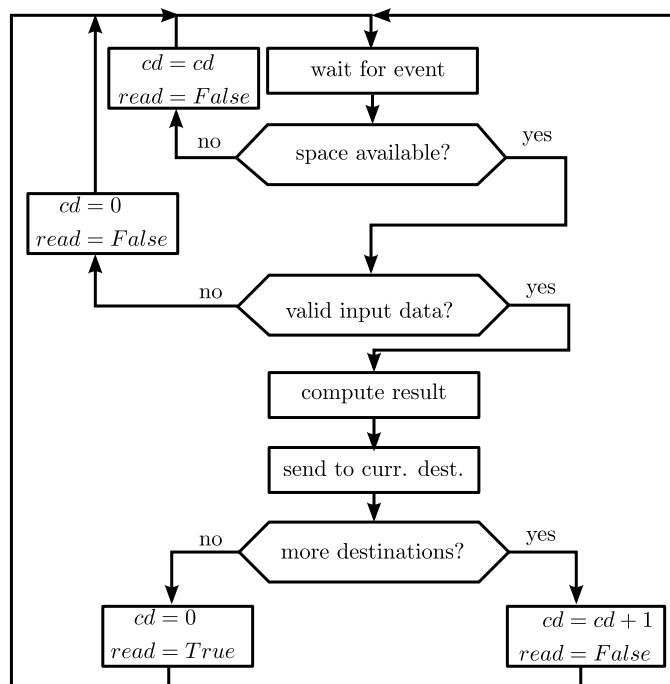 cd = cd
read = False
wait for event
no
space available?
yes
cd = 0
read = False
no
valid input data?
yes
compute result
send to curr. dest.
no
more destinations?
yes
cd = 0
read = True
cd = cd + 1
read = False